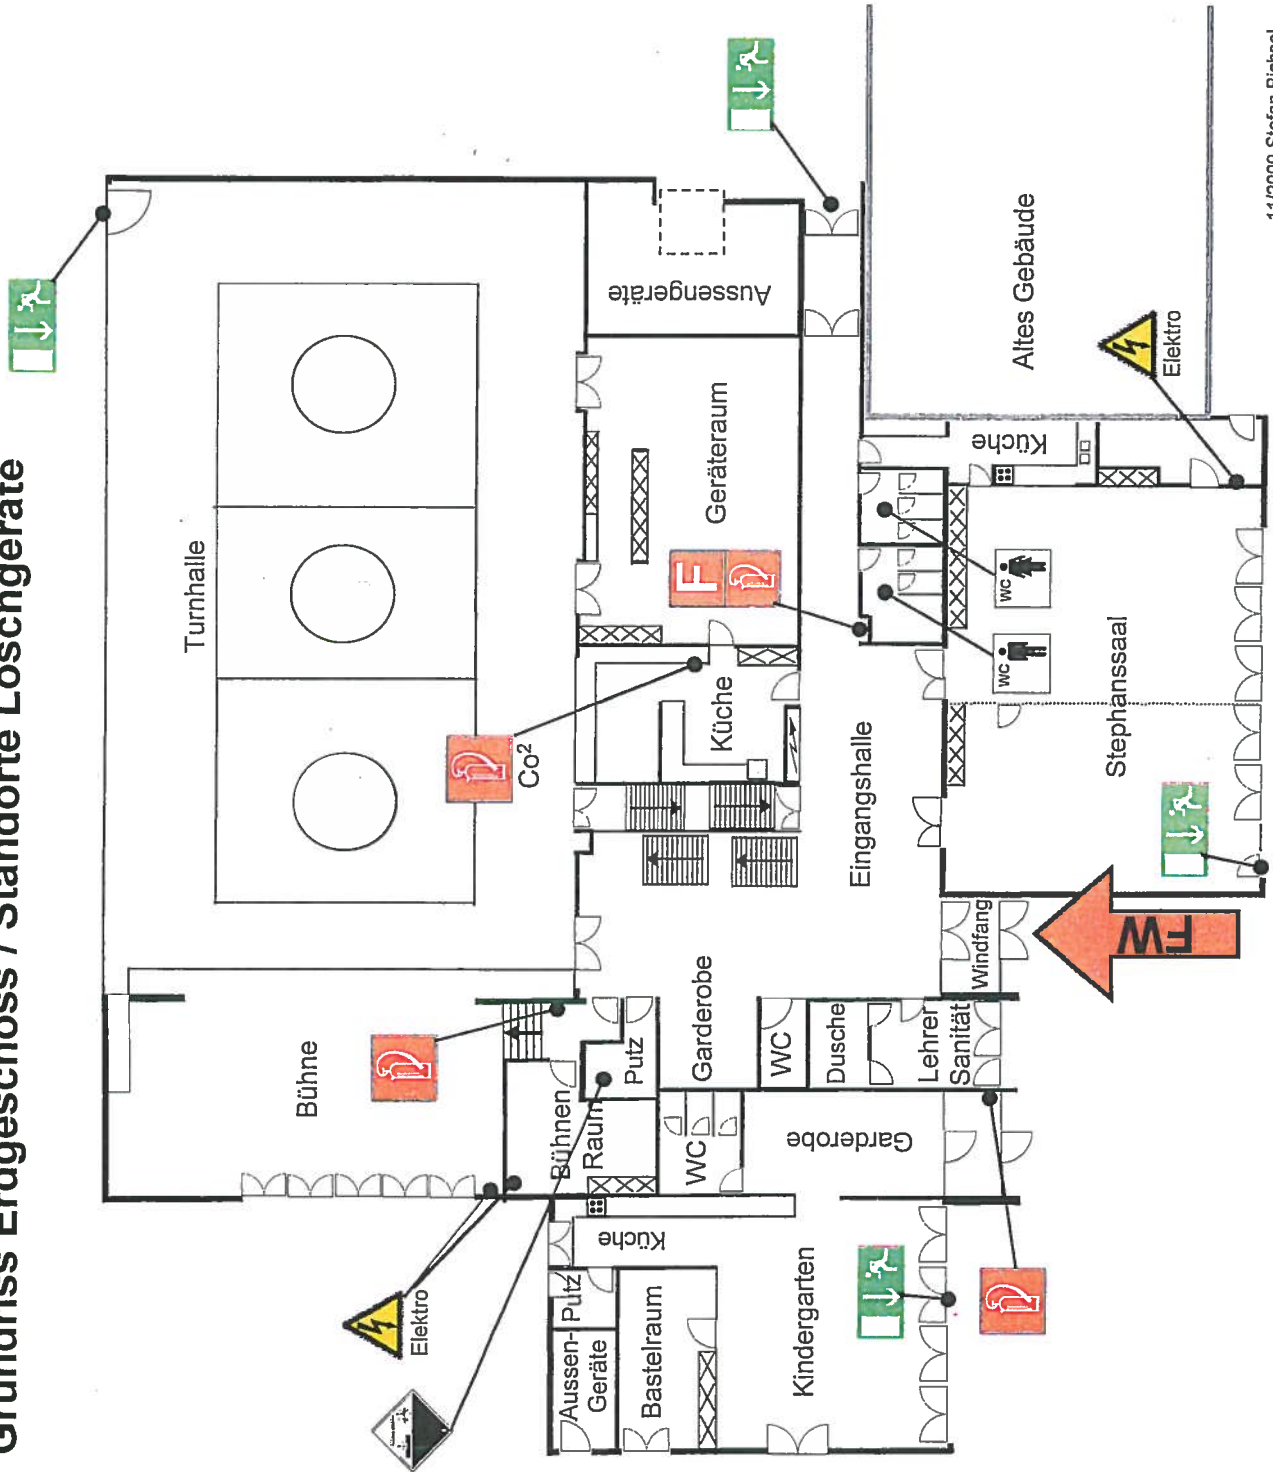 Grundriss Erdgeschoss / Standorte Löschgeräte
Turnhalle
Bühne
Elektro
Co²
Aussengeräte
Geräteraum
F
Küche
Bühnen
Raum
Putz
Garderobe
WC
WC
Dusche
Lehrer
Sanität
Garderobe
Eingangshalle
Windfang
FW
Küche
Putz
Aussen-
Geräte
Bastelraum
Kindergarten
Altes Gebäude
Küche
Elektro
WC
WC
Stephanssaal